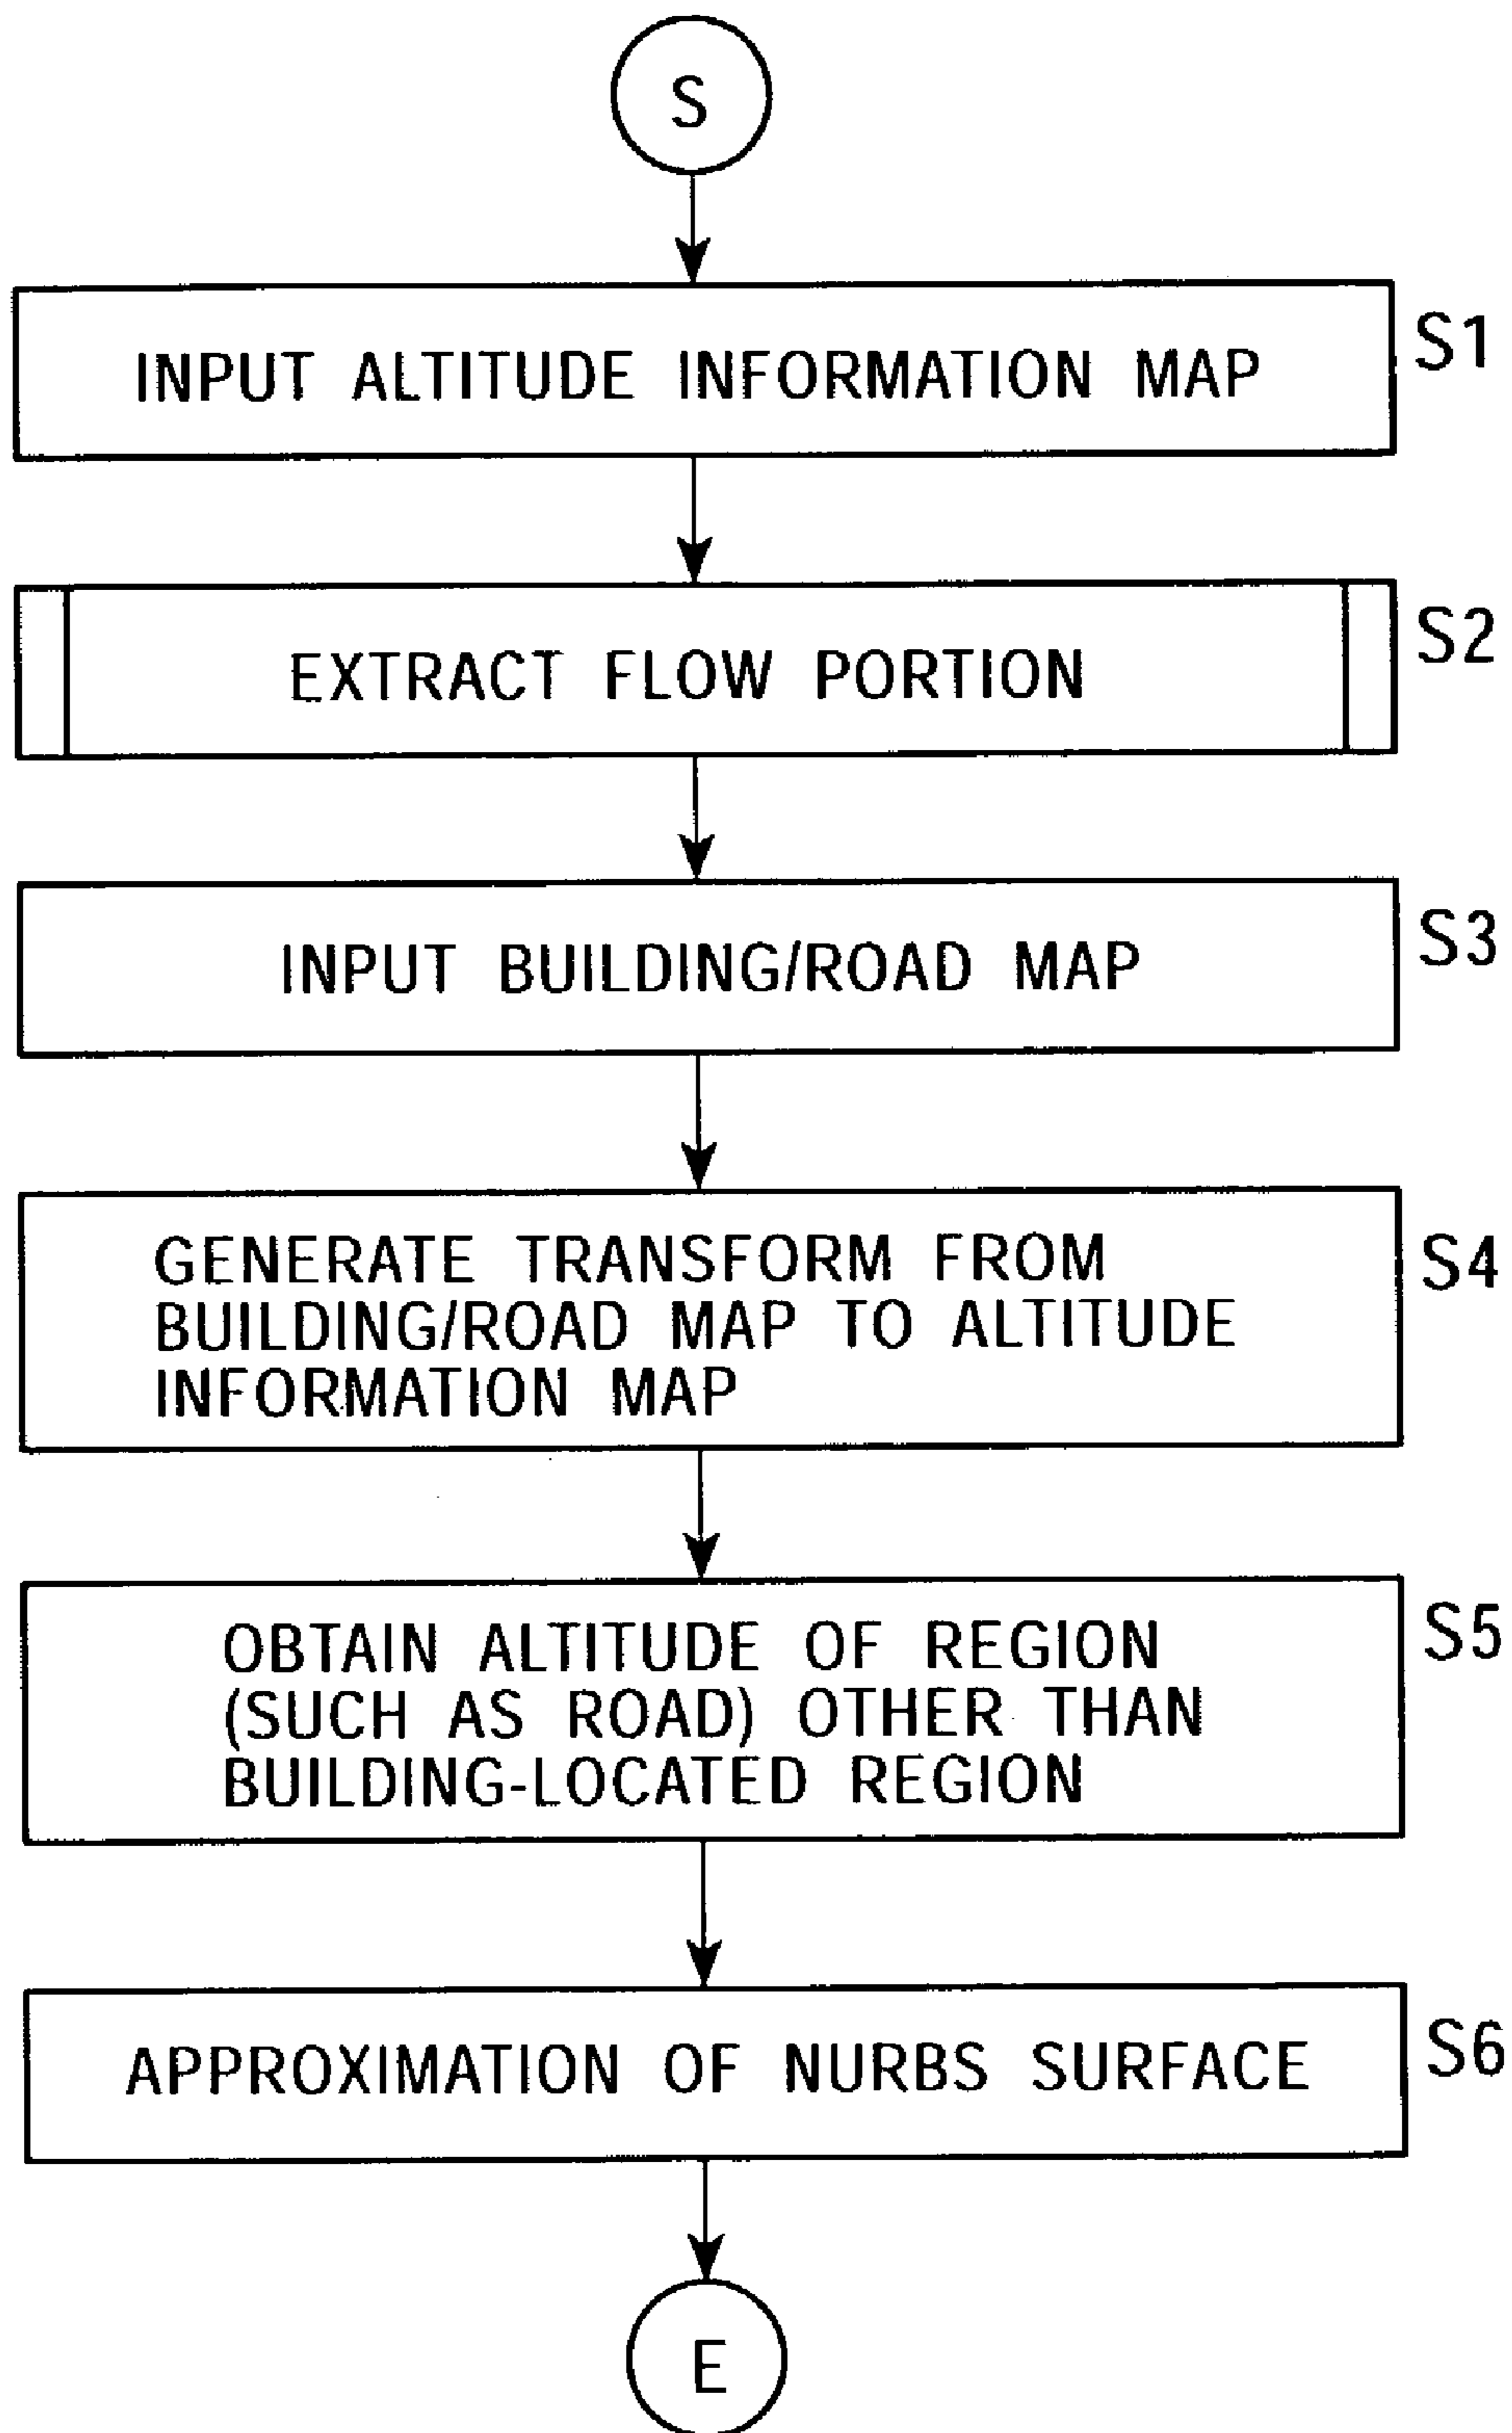 S
INPUT ALTITUDE INFORMATION MAP
S1
EXTRACT FLOW PORTION
S2
INPUT BUILDING/ROAD MAP
S3
GENERATE TRANSFORM FROM
BUILDING/ROAD MAP TO ALTITUDE
INFORMATION MAP
S4
OBTAIN ALTITUDE OF REGION
(SUCH AS ROAD) OTHER THAN
BUILDING-LOCATED REGION
S5
APPROXIMATION OF NURBS SURFACE
S6
E